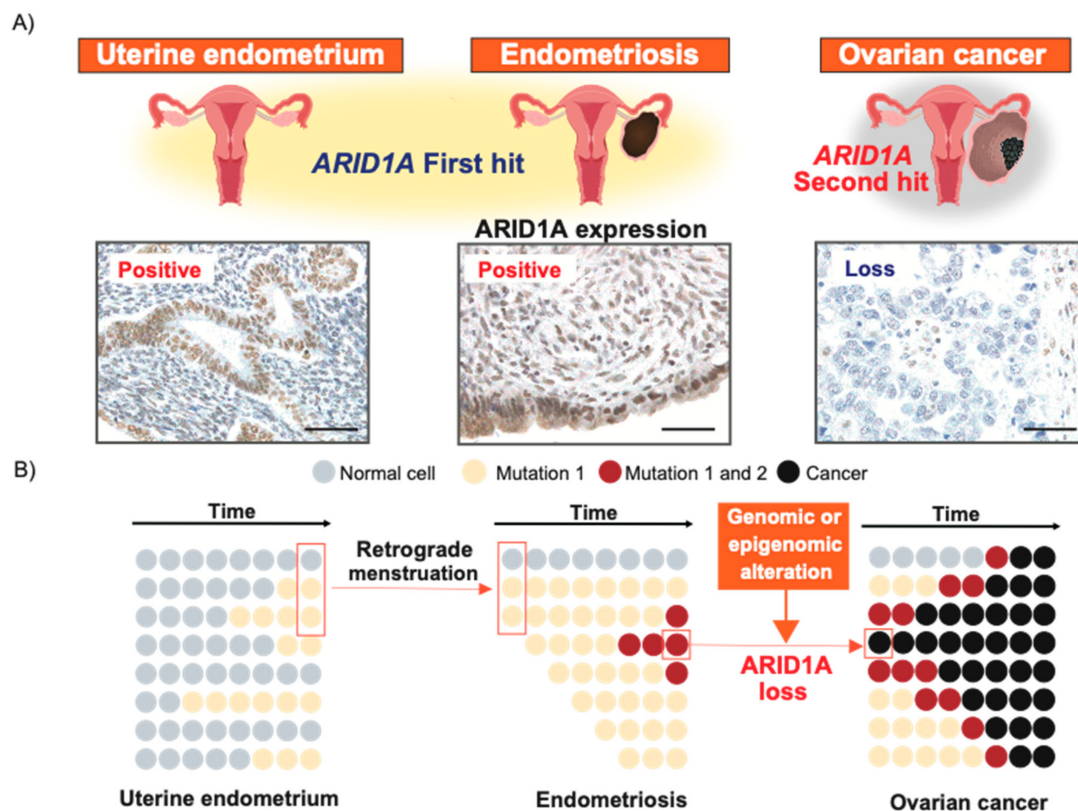 A)
Uterine endometrium
Endometriosis
Ovarian cancer
ARID1A First hit
ARID1A
Second hit
ARID1A expression
Positive
Positive
Loss
B)
Normal cell
Mutation 1
Mutation 1 and 2
Cancer
Time
Time
Time
Retrograde
menstruation
Genomic or
epigenomic
alteration
ARID1A
loss
Uterine endometrium
Endometriosis
Ovarian cancer